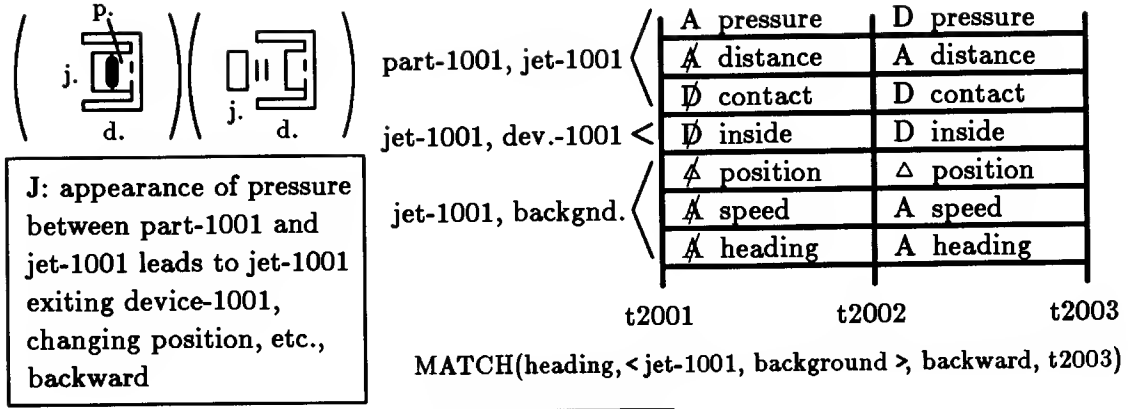 p.
j.
d.
j.
d.
J: appearance of pressure
between part-1001 and
jet-1001 leads to jet-1001
exiting device-1001,
changing position, etc.,
backward
part-1001, jet-1001
jet-1001, dev.-1001
jet-1001, backgnd.
A pressure D pressure
A̸ distance A distance
D̸ contact D contact
D̸ inside D inside
△̸ position △ position
A̸ speed A speed
A̸ heading A heading
t2001 t2002 t2003
MATCH(heading,<jet-1001, background >, backward, t2003)